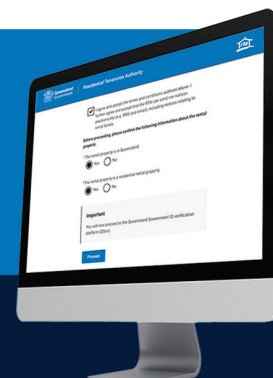 Queensland
Government
Residential Tenancies Authority
rta
I agree and accept the terms and conditions outlined above. I
further agree and accept that the RTA can send me notices
electronically (e.g. SMS and email), including notices relating to
rental bonds.
Before proceeding, please confirm the following information about the rental
property:
*The rental property is in Queensland
Yes No
*The rental property is a residential rental property
Yes No
Important
You will now proceed to the Queensland Government ID verification
platform (QGov).
Proceed